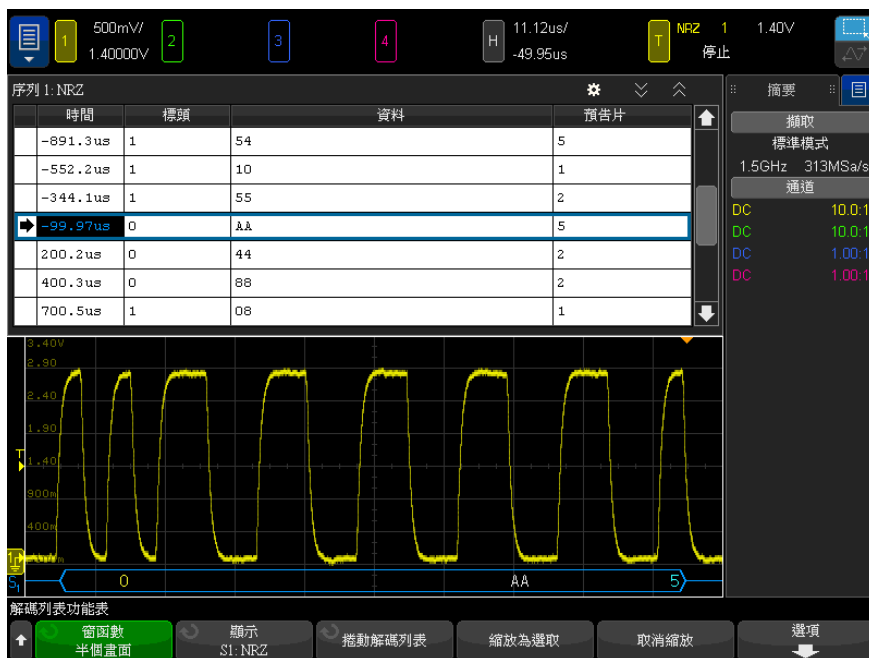 1 500mV/ 2 3 4 H 11.12us/ T NRZ 1 1.40V
1.40000V -49.95us 停止
序列 1: NRZ
時間 標頭 資料 預告片
-891.3us 1 54 5
-552.2us 1 10 1
-344.1us 1 55 2
-99.97us 0 AA 5
200.2us 0 44 2
400.3us 0 88 2
700.5us 1 08 1
摘要
擷取
標準模式
1.5GHz 313MSa/s
通道
DC 10.0:1
DC 10.0:1
DC 1.00:1
DC 1.00:1
3.40V
2.90
2.40
1.90
T
1.40
900m
400m
1
S1 0 AA 5
解碼列表功能表
窗函數 顯示 捲動解碼列表 縮放為選取 取消縮放 選項
半個畫面 S1: NRZ